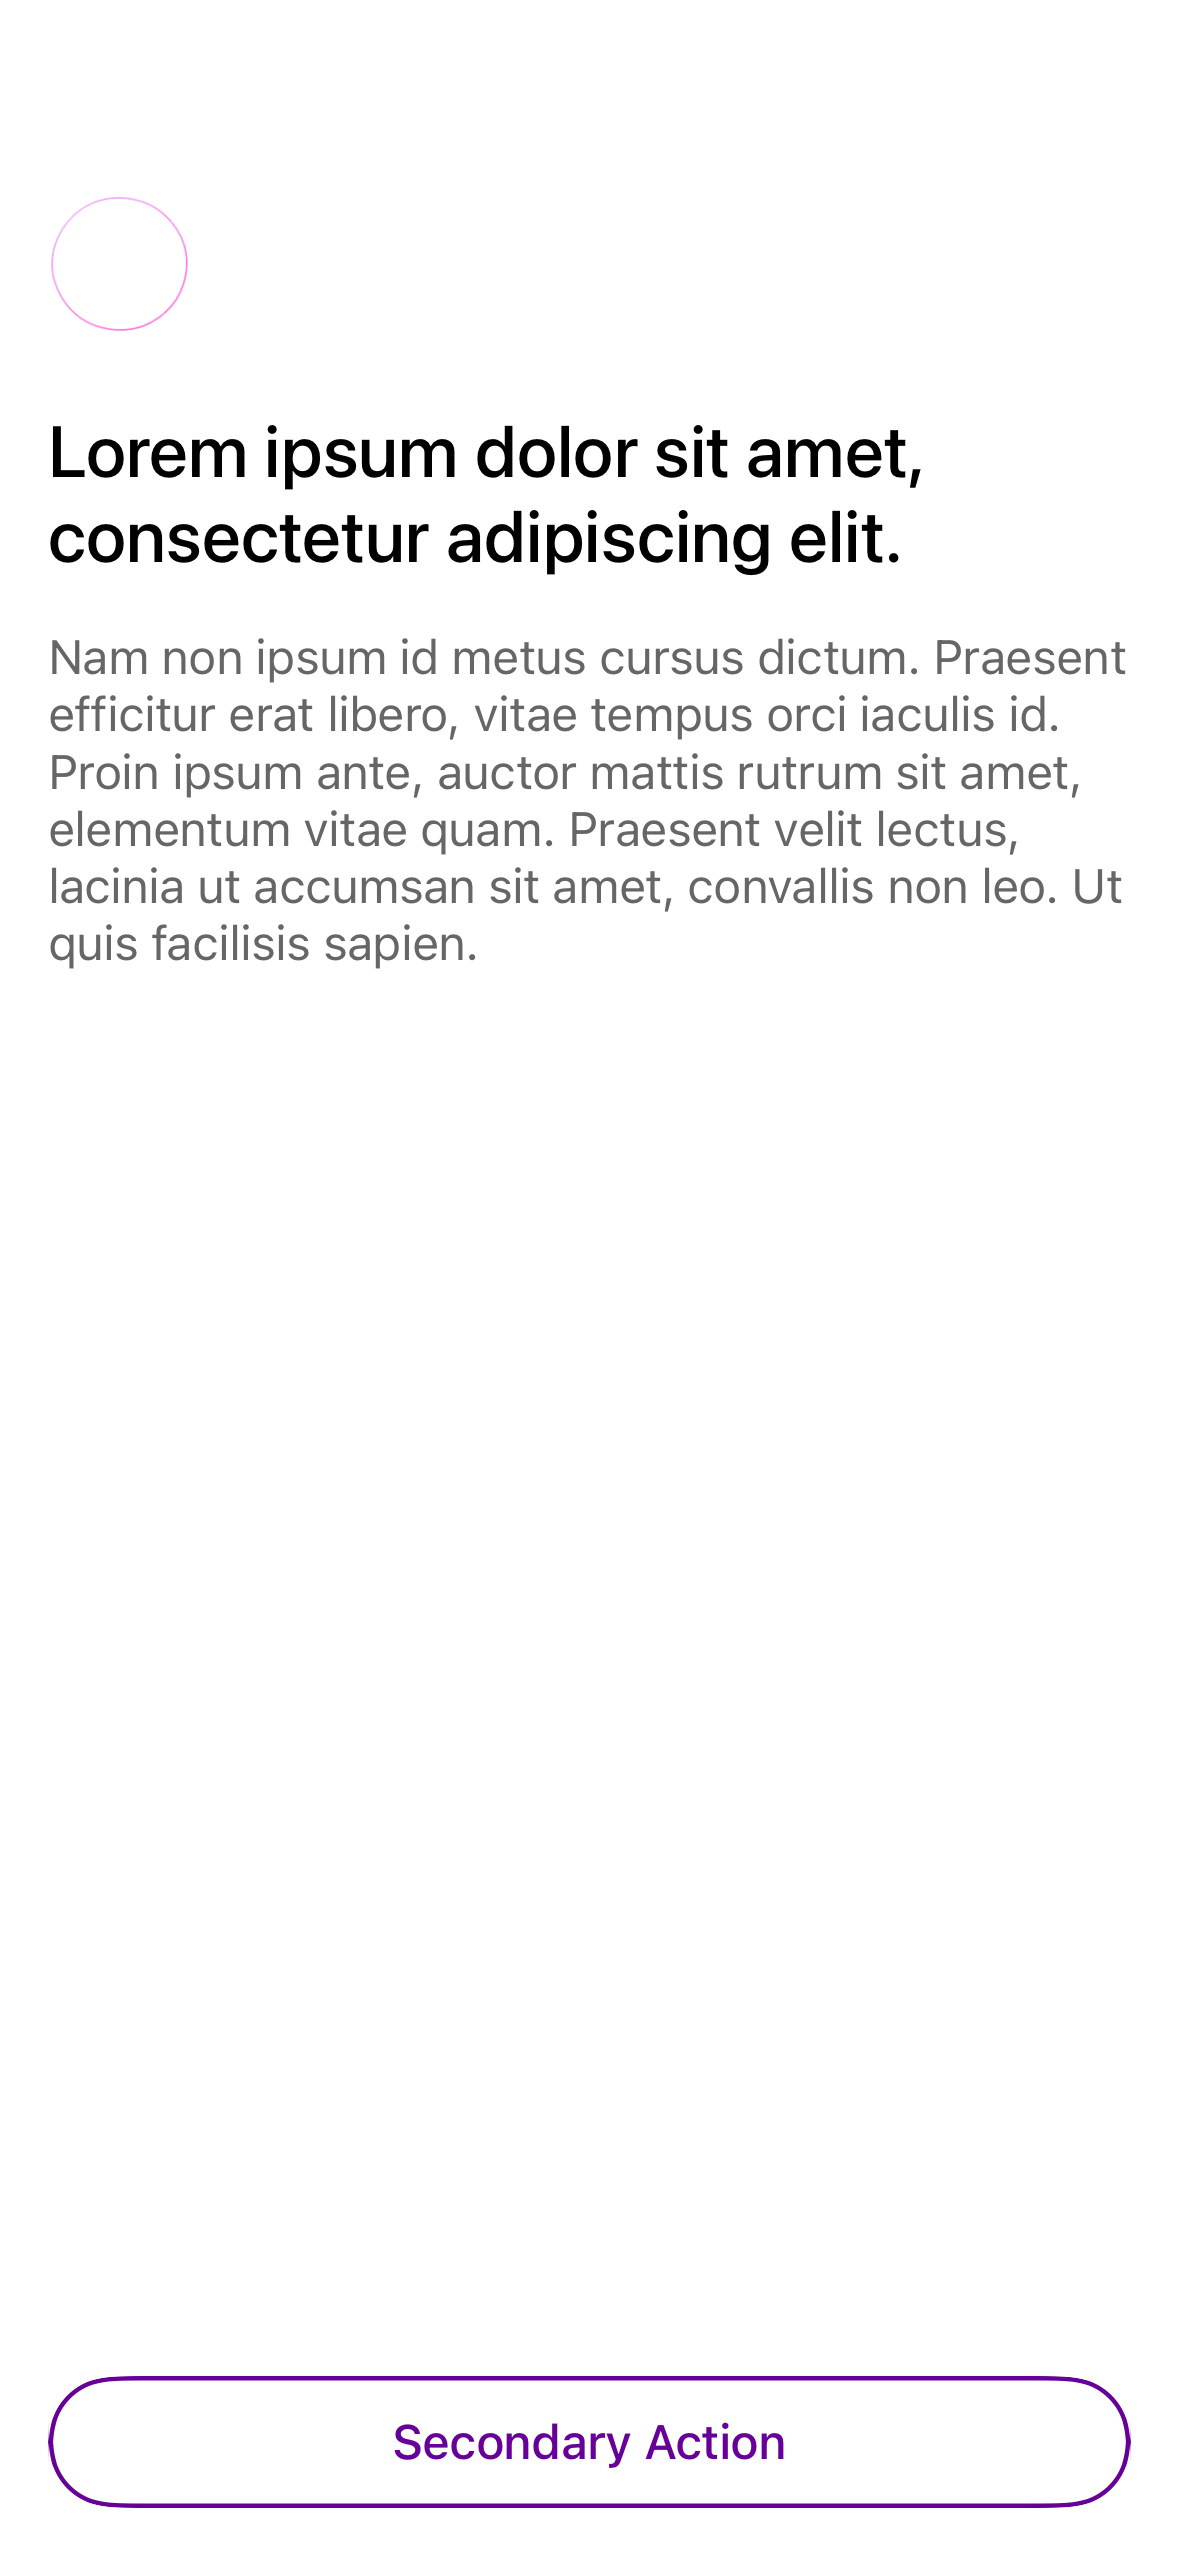 Lorem ipsum dolor sit amet,
consectetur adipiscing elit.
Nam non ipsum id metus cursus dictum. Praesent
efficitur erat libero, vitae tempus orci iaculis id.
Proin ipsum ante, auctor mattis rutrum sit amet,
elementum vitae quam. Praesent velit lectus,
lacinia ut accumsan sit amet, convallis non leo. Ut
quis facilisis sapien.
Secondary Action